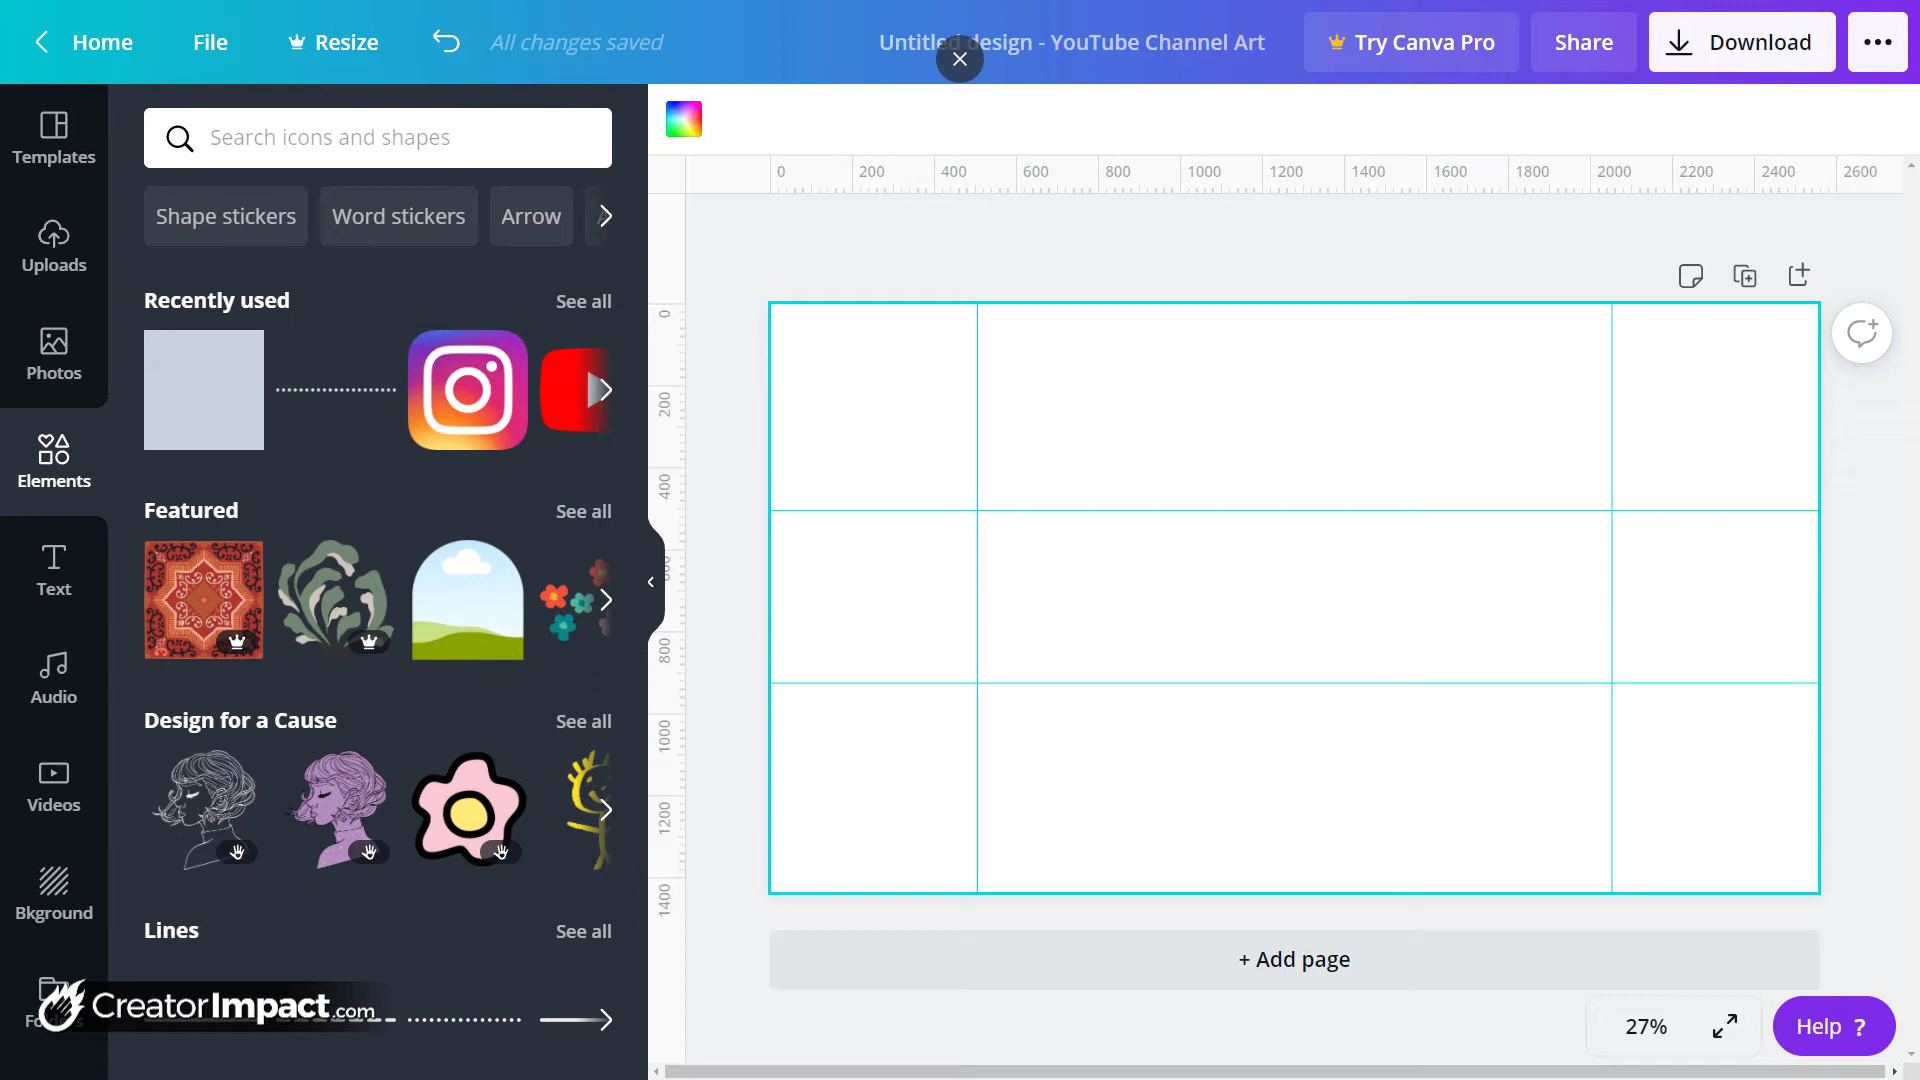 Home File Resize All changes saved Untitled design - YouTube Channel Art Try Canva Pro Share Download
Templates
Uploads
Photos
Elements
Text
Audio
Videos
Bkground
Search icons and shapes
Shape stickers Word stickers Arrow
Recently used See all
Featured See all
Design for a Cause See all
Lines See all
CreatorImpact.com
0 200 400 600 800 1000 1200 1400 1600 1800 2000 2200 2400 2600
0
200
400
600
800
1000
1200
1400
+ Add page
27%
Help ?